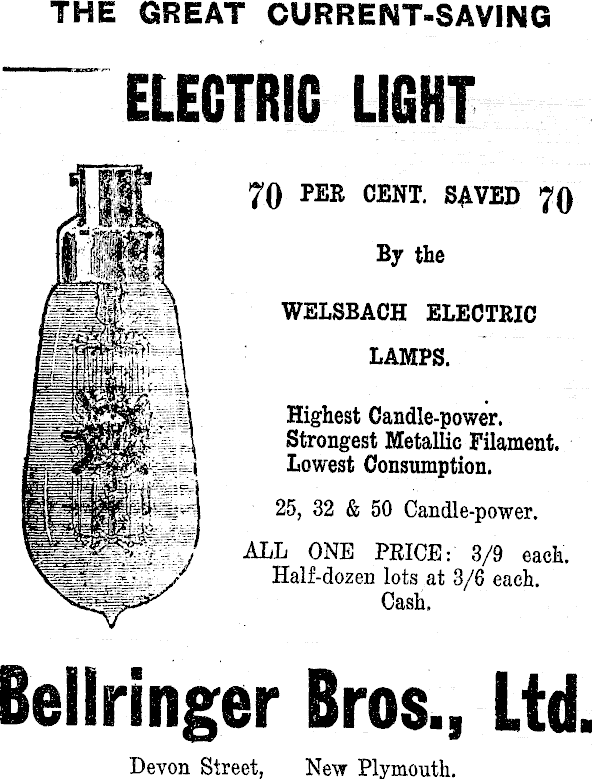 THE GREAT CURRENT-SAVING
ELECTRIC LIGHT
70 PER CENT. SAVED 70
By the
WELSBACH ELECTRIC
LAMPS.
Highest Candle-power.
Strongest Metallic Filament.
Lowest Consumption.
25, 32 & 50 Candle-power.
ALL ONE PRICE: 3/9 each.
Half-dozen lots at 3/6 each.
Cash.
Bellringer Bros., Ltd.
Devon Street, New Plymouth.